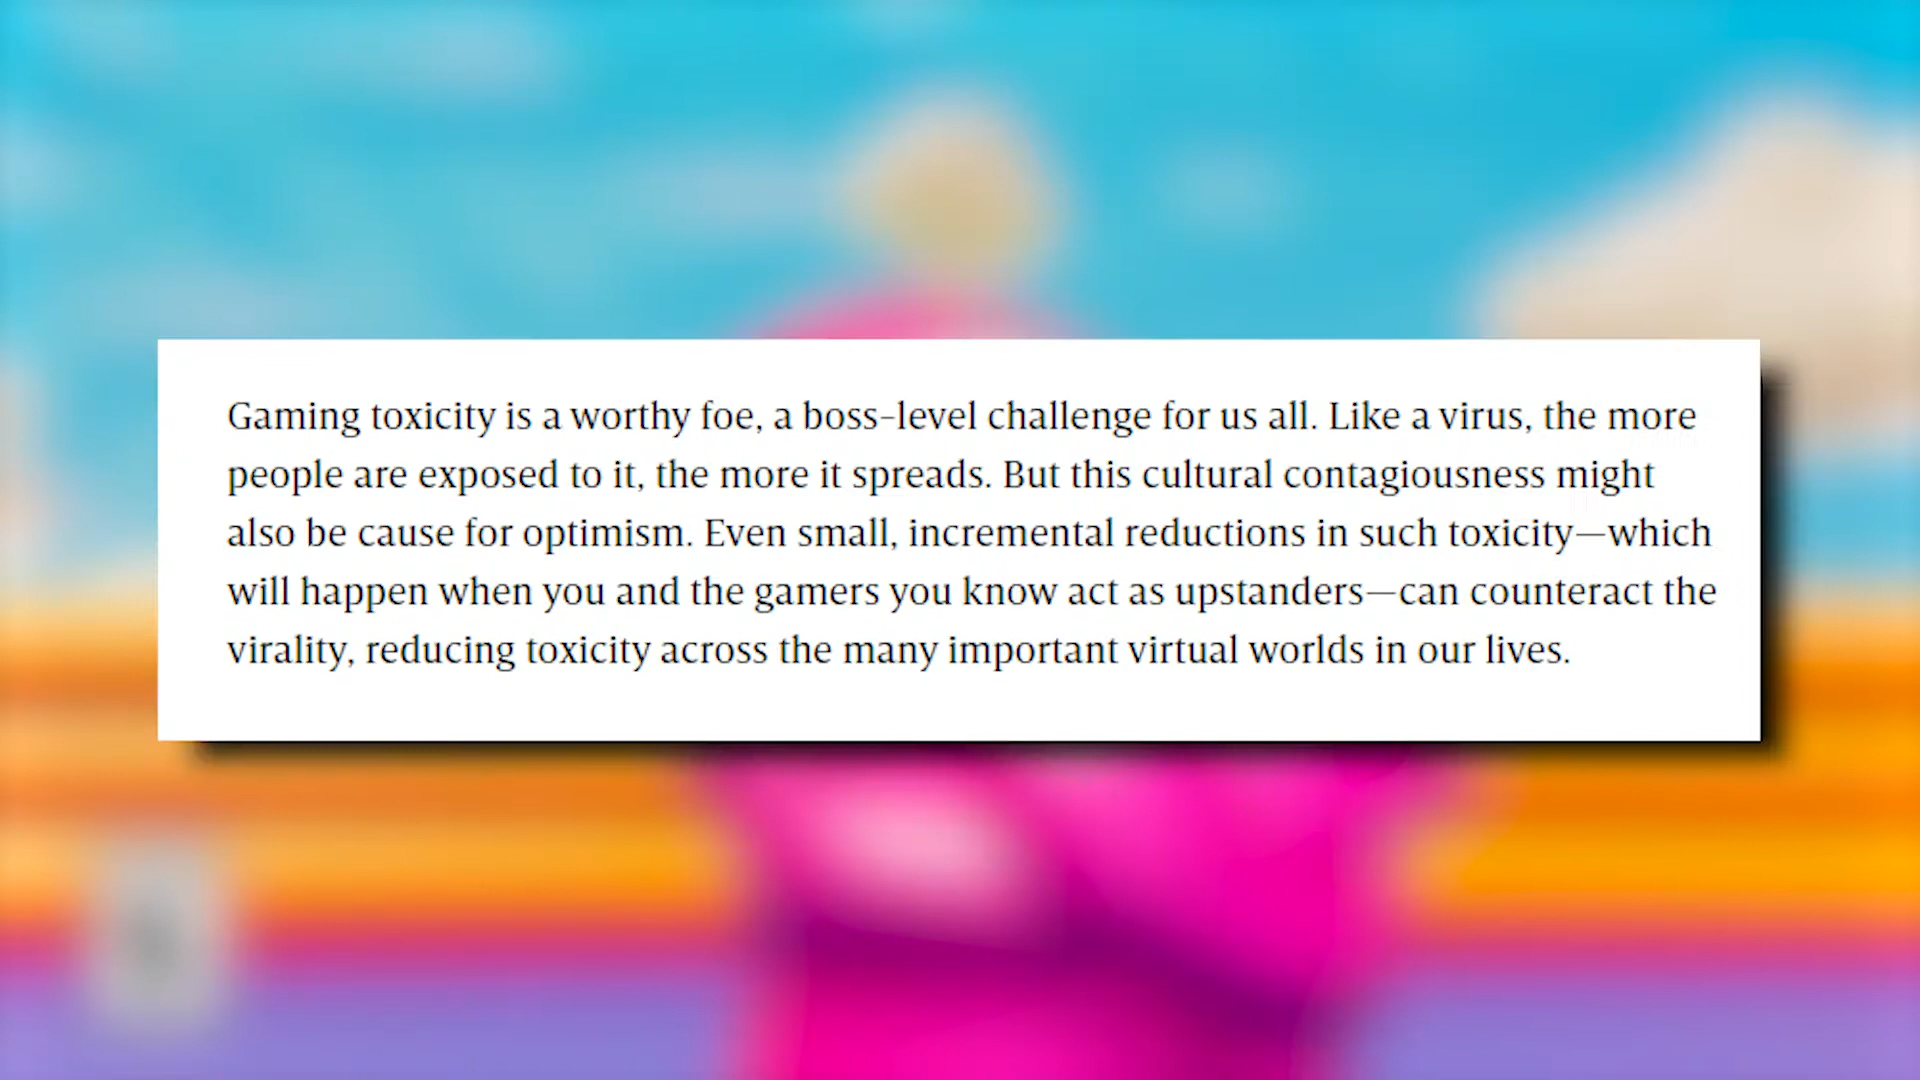 Gaming toxicity is a worthy foe, a boss-level challenge for us all. Like a virus, the more
people are exposed to it, the more it spreads. But this cultural contagiousness might
also be cause for optimism. Even small, incremental reductions in such toxicity—which
will happen when you and the gamers you know act as upstanders—can counteract the
virality, reducing toxicity across the many important virtual worlds in our lives.